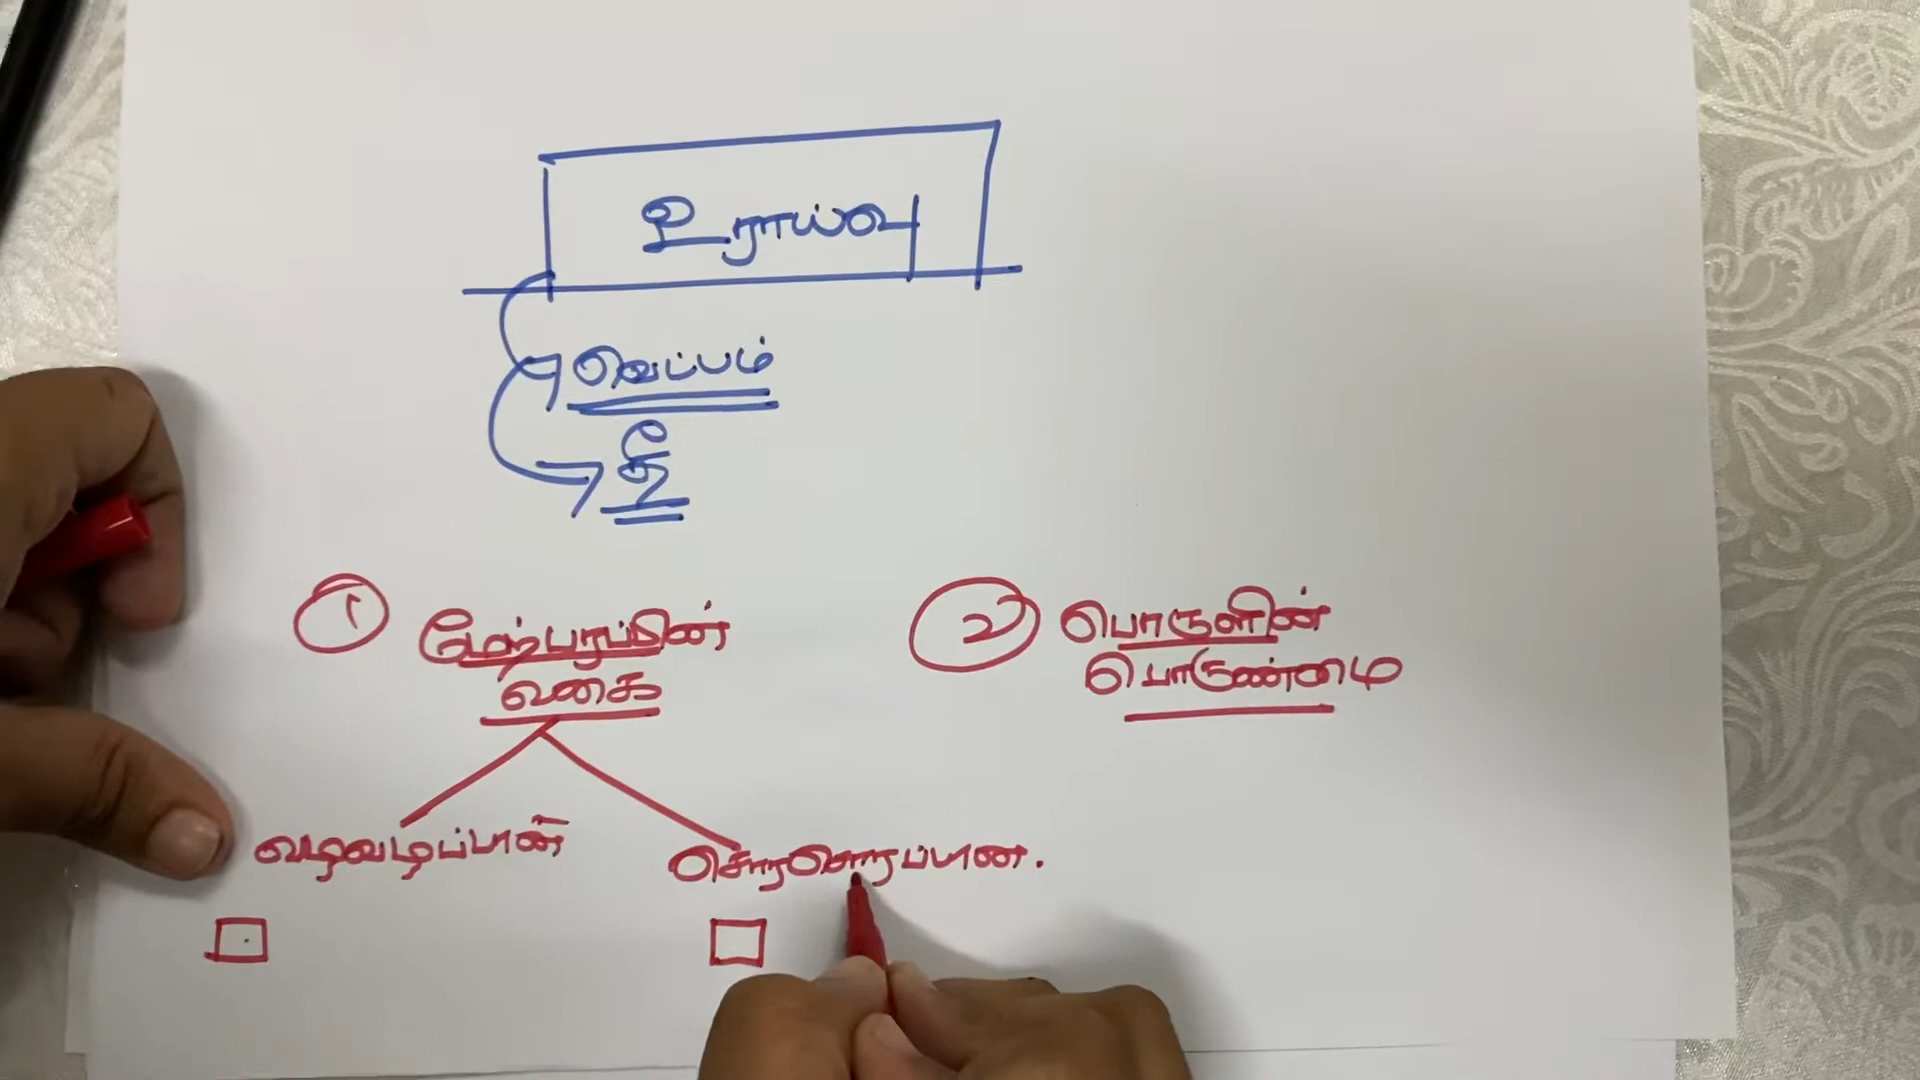 உராய்வு
வெப்பம்
தீ
1 மேற்பரப்பின்
வகை
2 பொருளின்
பொருண்மை
வழவழப்பான
சொரசொரப்பான.